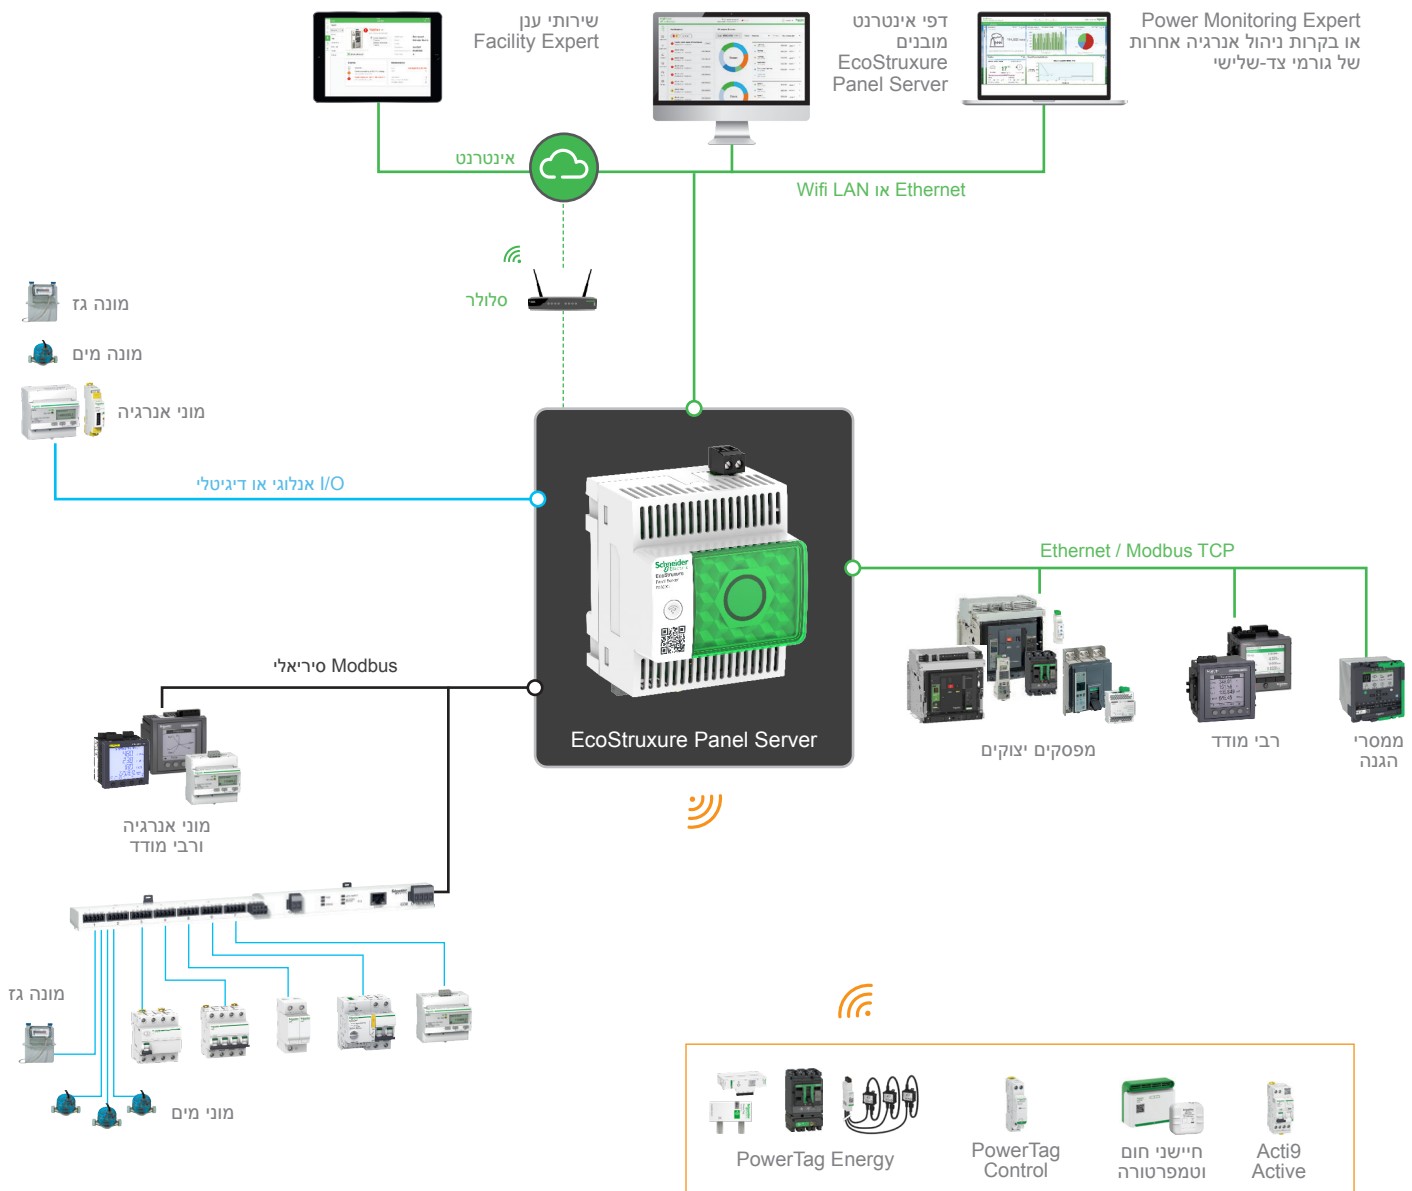 שירותי ענן
Facility Expert
דפי אינטרנט
מובנים
EcoStruxure
Panel Server
Power Monitoring Expert
או בקרות ניהול אנרגיה אחרות
של גורמי צד-שלישי
אינטרנט
Ethernet או Wifi LAN
סלולר
מונה גז
מונה מים
מוני אנרגיה
I/O אנלוגי או דיגיטלי
Schneider
Electric
EcoStruxure
EcoStruxure Panel Server
Ethernet / Modbus TCP
מפסקים יצוקים
רבי מודד
ממסרי
הגנה
Modbus סיריאלי
מוני אנרגיה
ורבי מודד
מונה גז
מוני מים
PowerTag Energy
PowerTag
Control
חיישני חום
וטמפרטורה
Acti9
Active